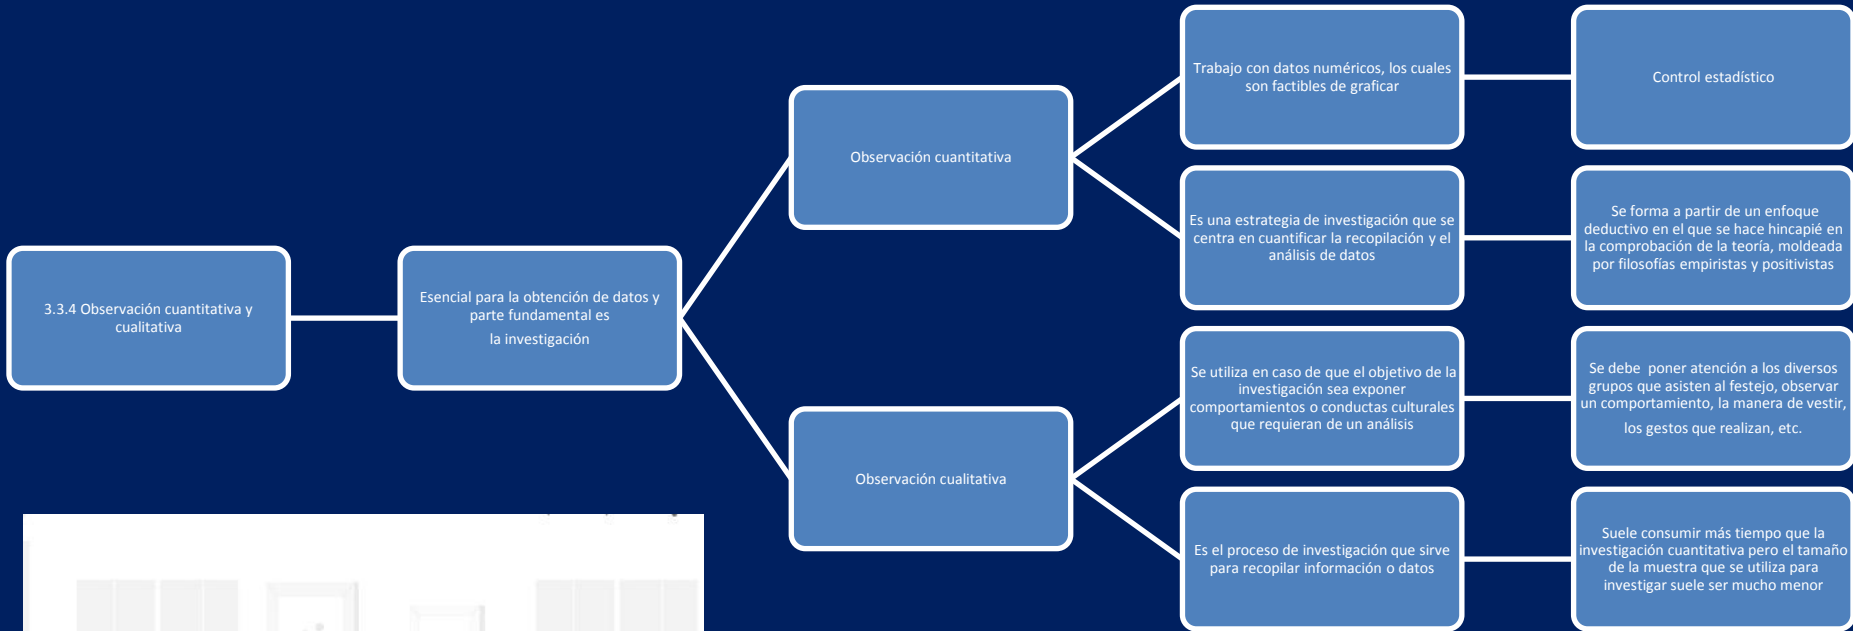 3.3.4 Observación cuantitativa y
cualitativa
Esencial para la obtención de datos y
parte fundamental es
la investigación
Observación cuantitativa
Trabajo con datos numéricos, los cuales
son factibles de graficar
Control estadístico
Es una estrategia de investigación que se
centra en cuantificar la recopilación y el
análisis de datos
Se forma a partir de un enfoque
deductivo en el que se hace hincapié en
la comprobación de la teoría, moldeada
por filosofías empiristas y positivistas
Observación cualitativa
Se utiliza en caso de que el objetivo de la
investigación sea exponer
comportamientos o conductas culturales
que requieran de un análisis
Se debe poner atención a los diversos
grupos que asisten al festejo, observar
un comportamiento, la manera de vestir,
los gestos que realizan, etc.
Es el proceso de investigación que sirve
para recopilar información o datos
Suele consumir más tiempo que la
investigación cuantitativa pero el tamaño
de la muestra que se utiliza para
investigar suele ser mucho menor